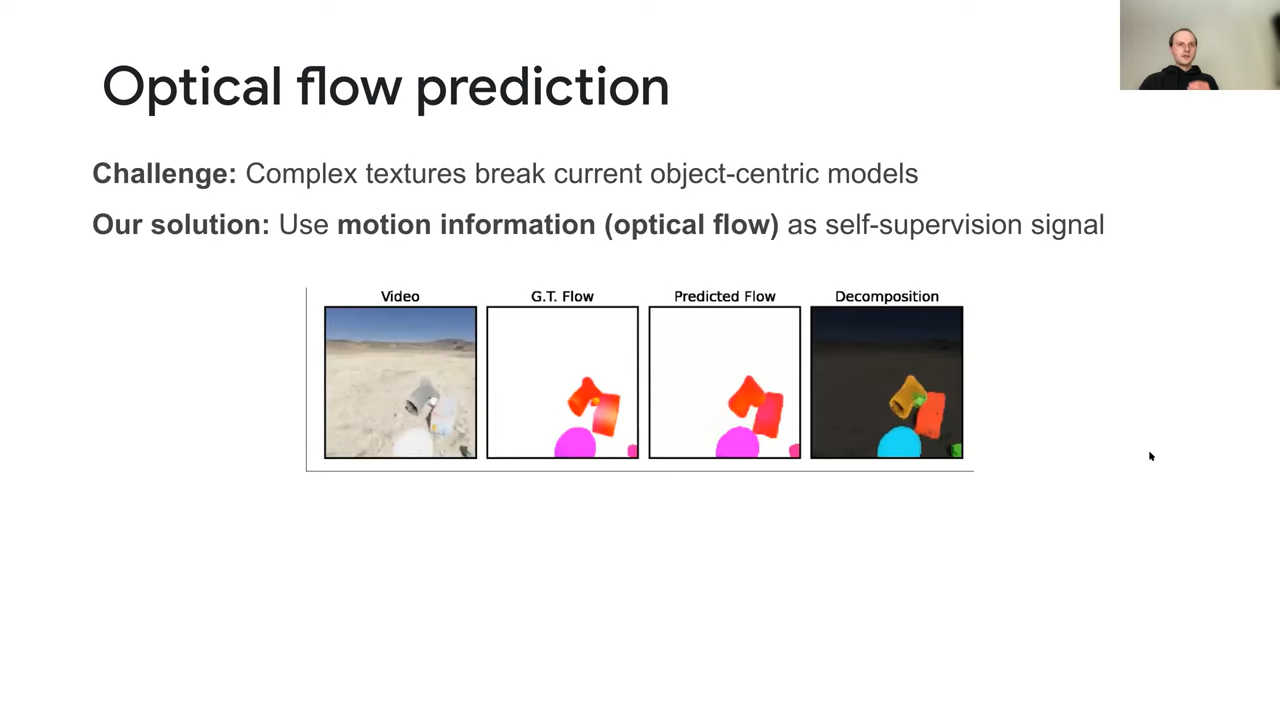 Optical flow prediction
Challenge: Complex textures break current object-centric models
Our solution: Use motion information (optical flow) as self-supervision signal
Video G.T. Flow Predicted Flow Decomposition